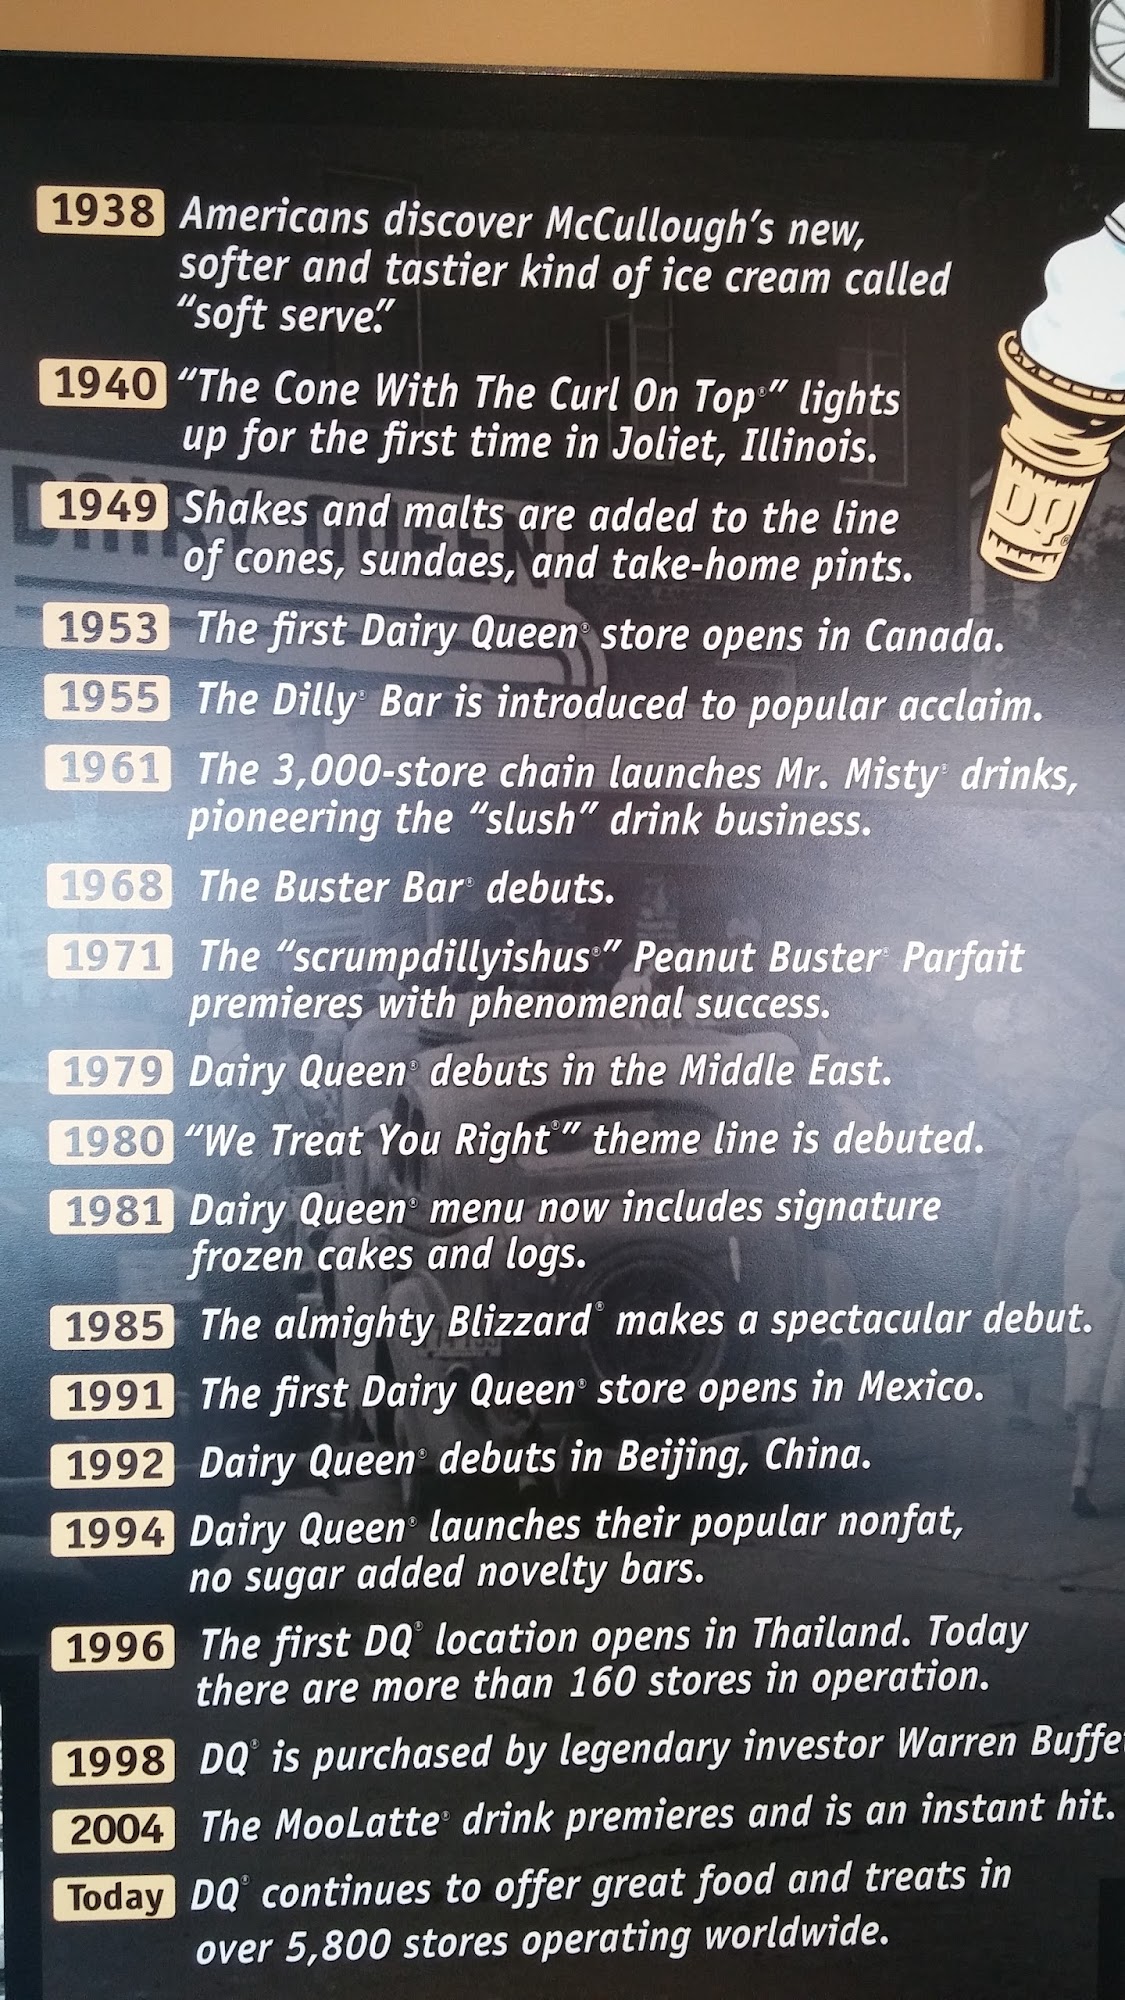 1938 Americans discover McCullough's new,
softer and tastier kind of ice cream called
"soft serve."
1940 "The Cone With The Curl On Top®" lights
up for the first time in Joliet, Illinois.
DAIRY QUEEN
1949 Shakes and malts are added to the line
of cones, sundaes, and take-home pints.
DQ®
1953 The first Dairy Queen® store opens in Canada.
1955 The Dilly® Bar is introduced to popular acclaim.
1961 The 3,000-store chain launches Mr. Misty® drinks,
pioneering the "slush" drink business.
1968 The Buster Bar® debuts.
1971 The "scrumpdillyishus®" Peanut Buster® Parfait
premieres with phenomenal success.
1979 Dairy Queen® debuts in the Middle East.
1980 "We Treat You Right®" theme line is debuted.
1981 Dairy Queen® menu now includes signature
frozen cakes and logs.
1985 The almighty Blizzard® makes a spectacular debut.
1991 The first Dairy Queen® store opens in Mexico.
1992 Dairy Queen® debuts in Beijing, China.
1994 Dairy Queen® launches their popular nonfat,
no sugar added novelty bars.
1996 The first DQ® location opens in Thailand. Today
there are more than 160 stores in operation.
1998 DQ® is purchased by legendary investor Warren Buffe
2004 The MooLatte® drink premieres and is an instant hit.
Today DQ® continues to offer great food and treats in
over 5,800 stores operating worldwide.